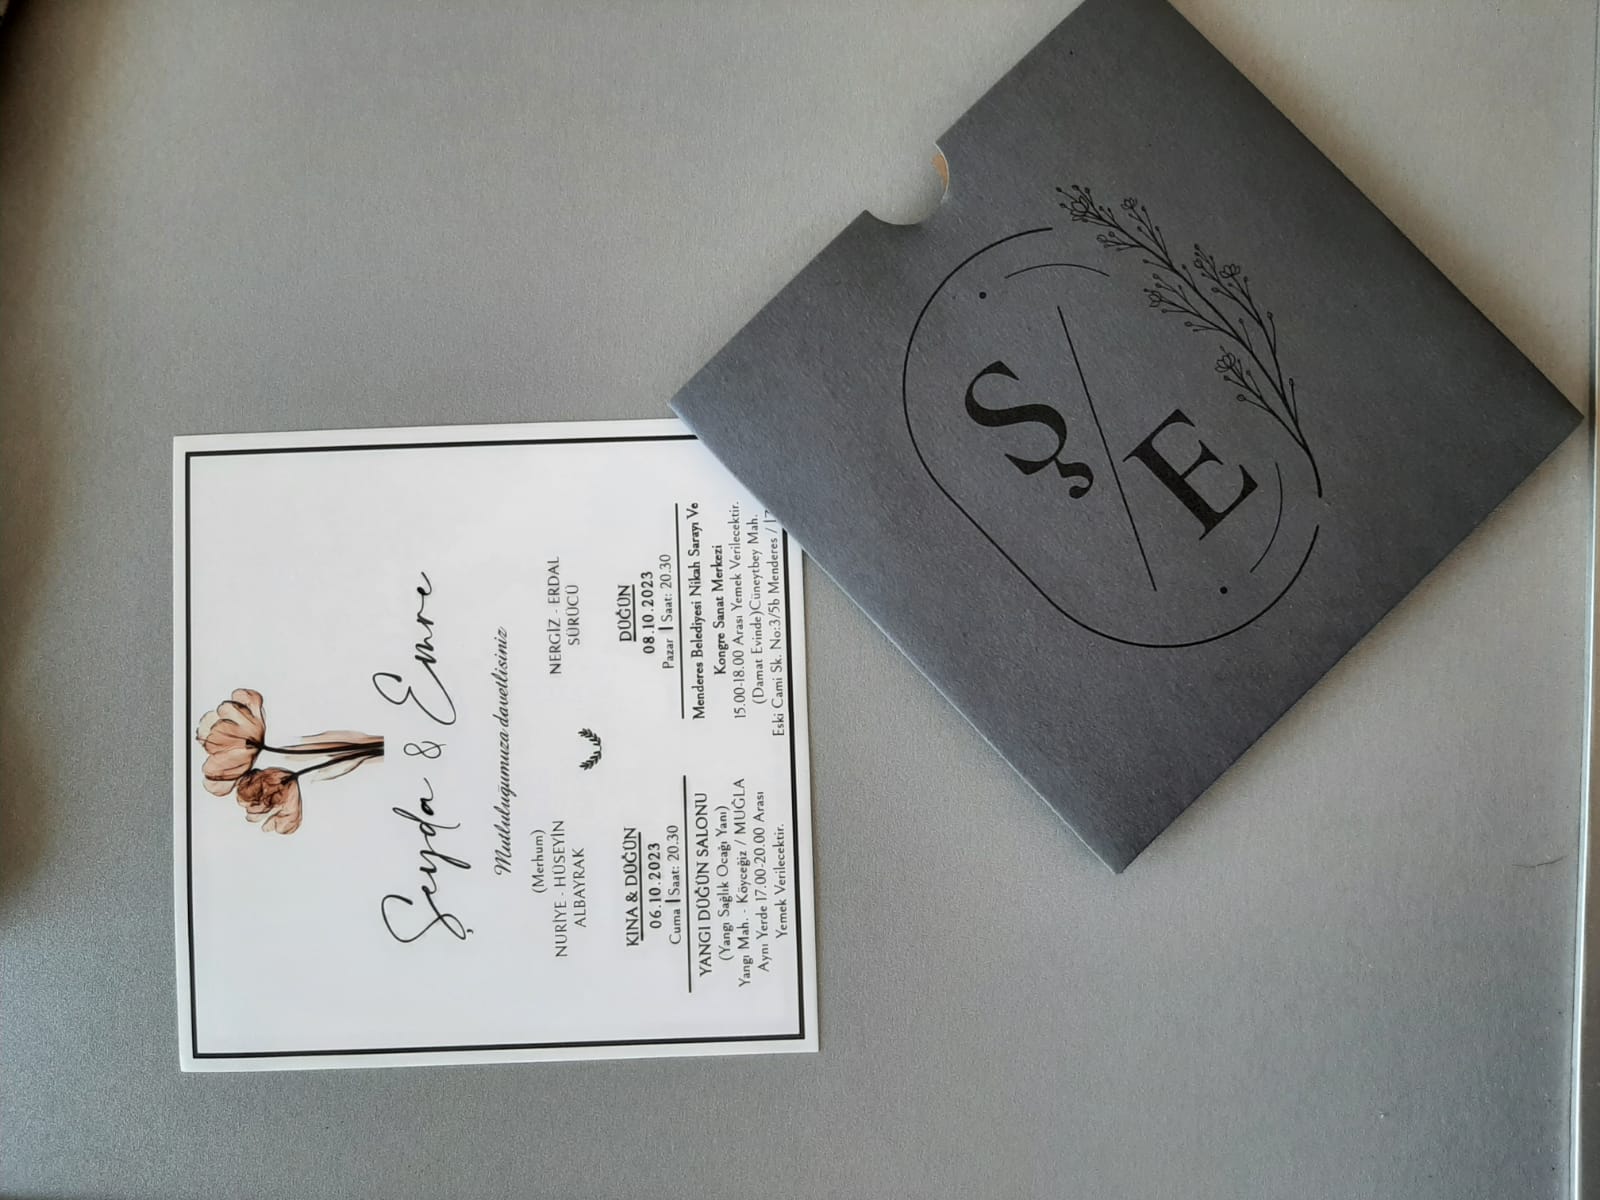 Şeyda & Emre
Mutluluğumuza davetlisiniz
(Merhum)
NURİYE - HÜSEYİN
ALBAYRAK
NERGİZ - ERDAL
SÜRÜCÜ
KINA & DÜĞÜN
06.10.2023
Cuma | Saat: 20.30
YANGI DÜĞÜN SALONU
(Yangı Sağlık Ocağı Yanı)
Yangı Mah. - Köyceğiz / MUĞLA
Aynı Yerde 17.00-20.00 Arası
Yemek Verilecektir.
DÜĞÜN
08.10.2023
Pazar | Saat: 20.30
Menderes Belediyesi Nikah Sarayı Ve
Kongre Sanat Merkezi
15.00-18.00 Arası Yemek Verilecektir.
(Damat Evinde)Cüneytbey Mah.
Eski Cami Sk. No:3/5b Menderes /
Ş
E